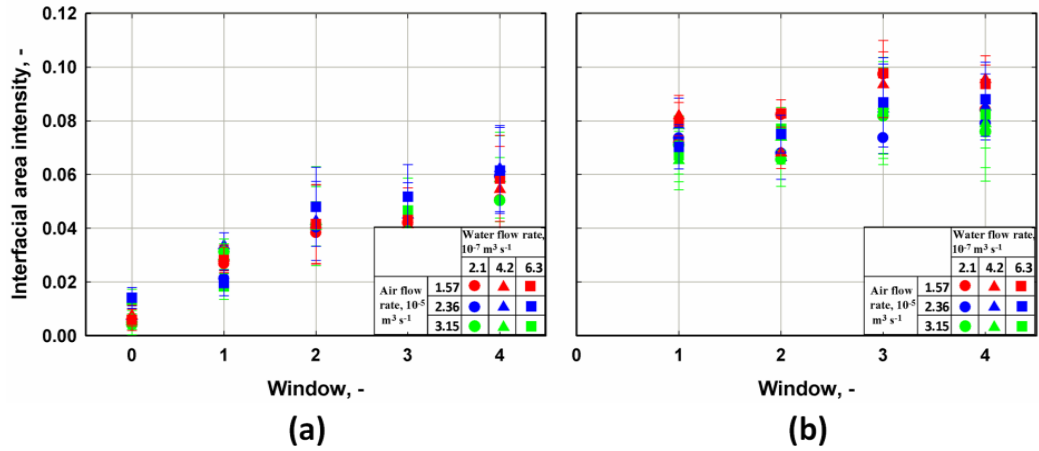 Interfacial area intensity, -
0.12
0.10
0.08
0.06
0.04
0.02
0.00
0 1 2 3 4
Window, -
Water flow rate,
10-7 m3 s-1
2.1 4.2 6.3
Air flow
rate, 10-5
m3 s-1
1.57
2.36
3.15
(a)
0 1 2 3 4
Window, -
Water flow rate,
10-7 m3 s-1
2.1 4.2 6.3
Air flow
rate, 10-5
m3 s-1
1.57
2.36
3.15
(b)